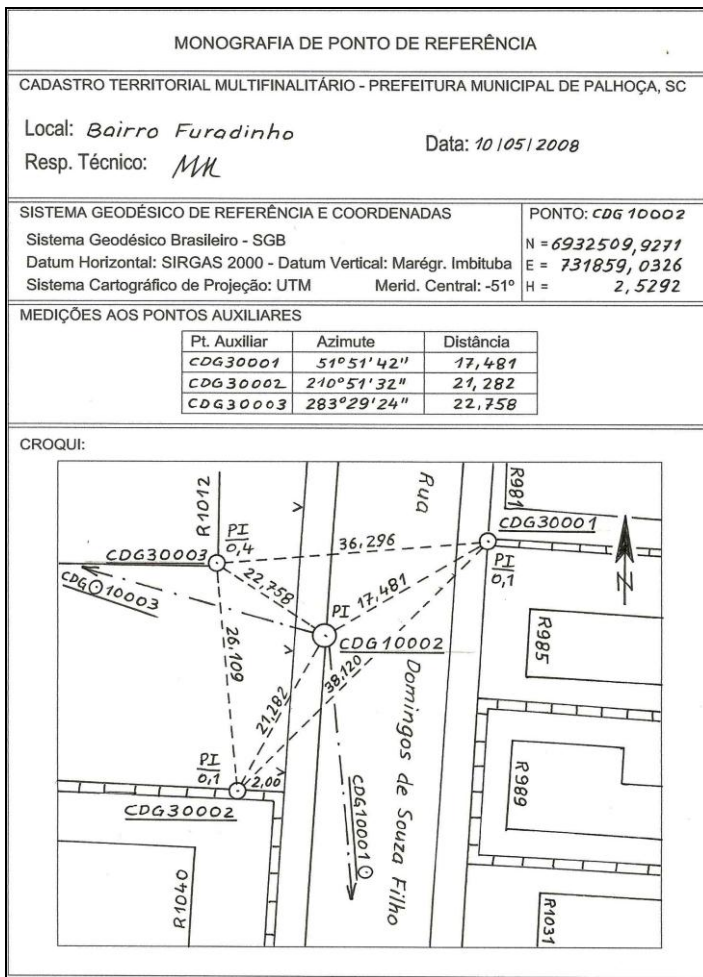 MONOGRAFIA DE PONTO DE REFERÊNCIA
CADASTRO TERRITORIAL MULTIFINALITÁRIO - PREFEITURA MUNICIPAL DE PALHOÇA, SC
Local: Bairro Furadinho
Data: 10/05/2008
Resp. Técnico:
SISTEMA GEODÉSICO DE REFERÊNCIA E COORDENADAS
PONTO: CDG 10002
Sistema Geodésico Brasileiro - SGB
N = 6932509,9271
Datum Horizontal: SIRGAS 2000 - Datum Vertical: Marégr. Imbituba
E = 731859,0326
Sistema Cartográfico de Projeção: UTM Merid. Central: -51°
H = 2,5292
MEDIÇÕES AOS PONTOS AUXILIARES
Pt. Auxiliar Azimute Distância
CDG30001 51°51'42" 17,481
CDG30002 210°51'32" 21,282
CDG30003 283°29'24" 22,758
CROQUI:
R1012
Rua
R981
CDG30001
PI
0,4
36,296
CDG30003
PI
0,1
CDG 10003
22,758
17,481
PI
N
CDG10002
R985
26,109
38,120
21,282
Domingos de Souza Filho
PI
0,1
2,00
CDG30002
CDG10001
R989
R1040
R1031